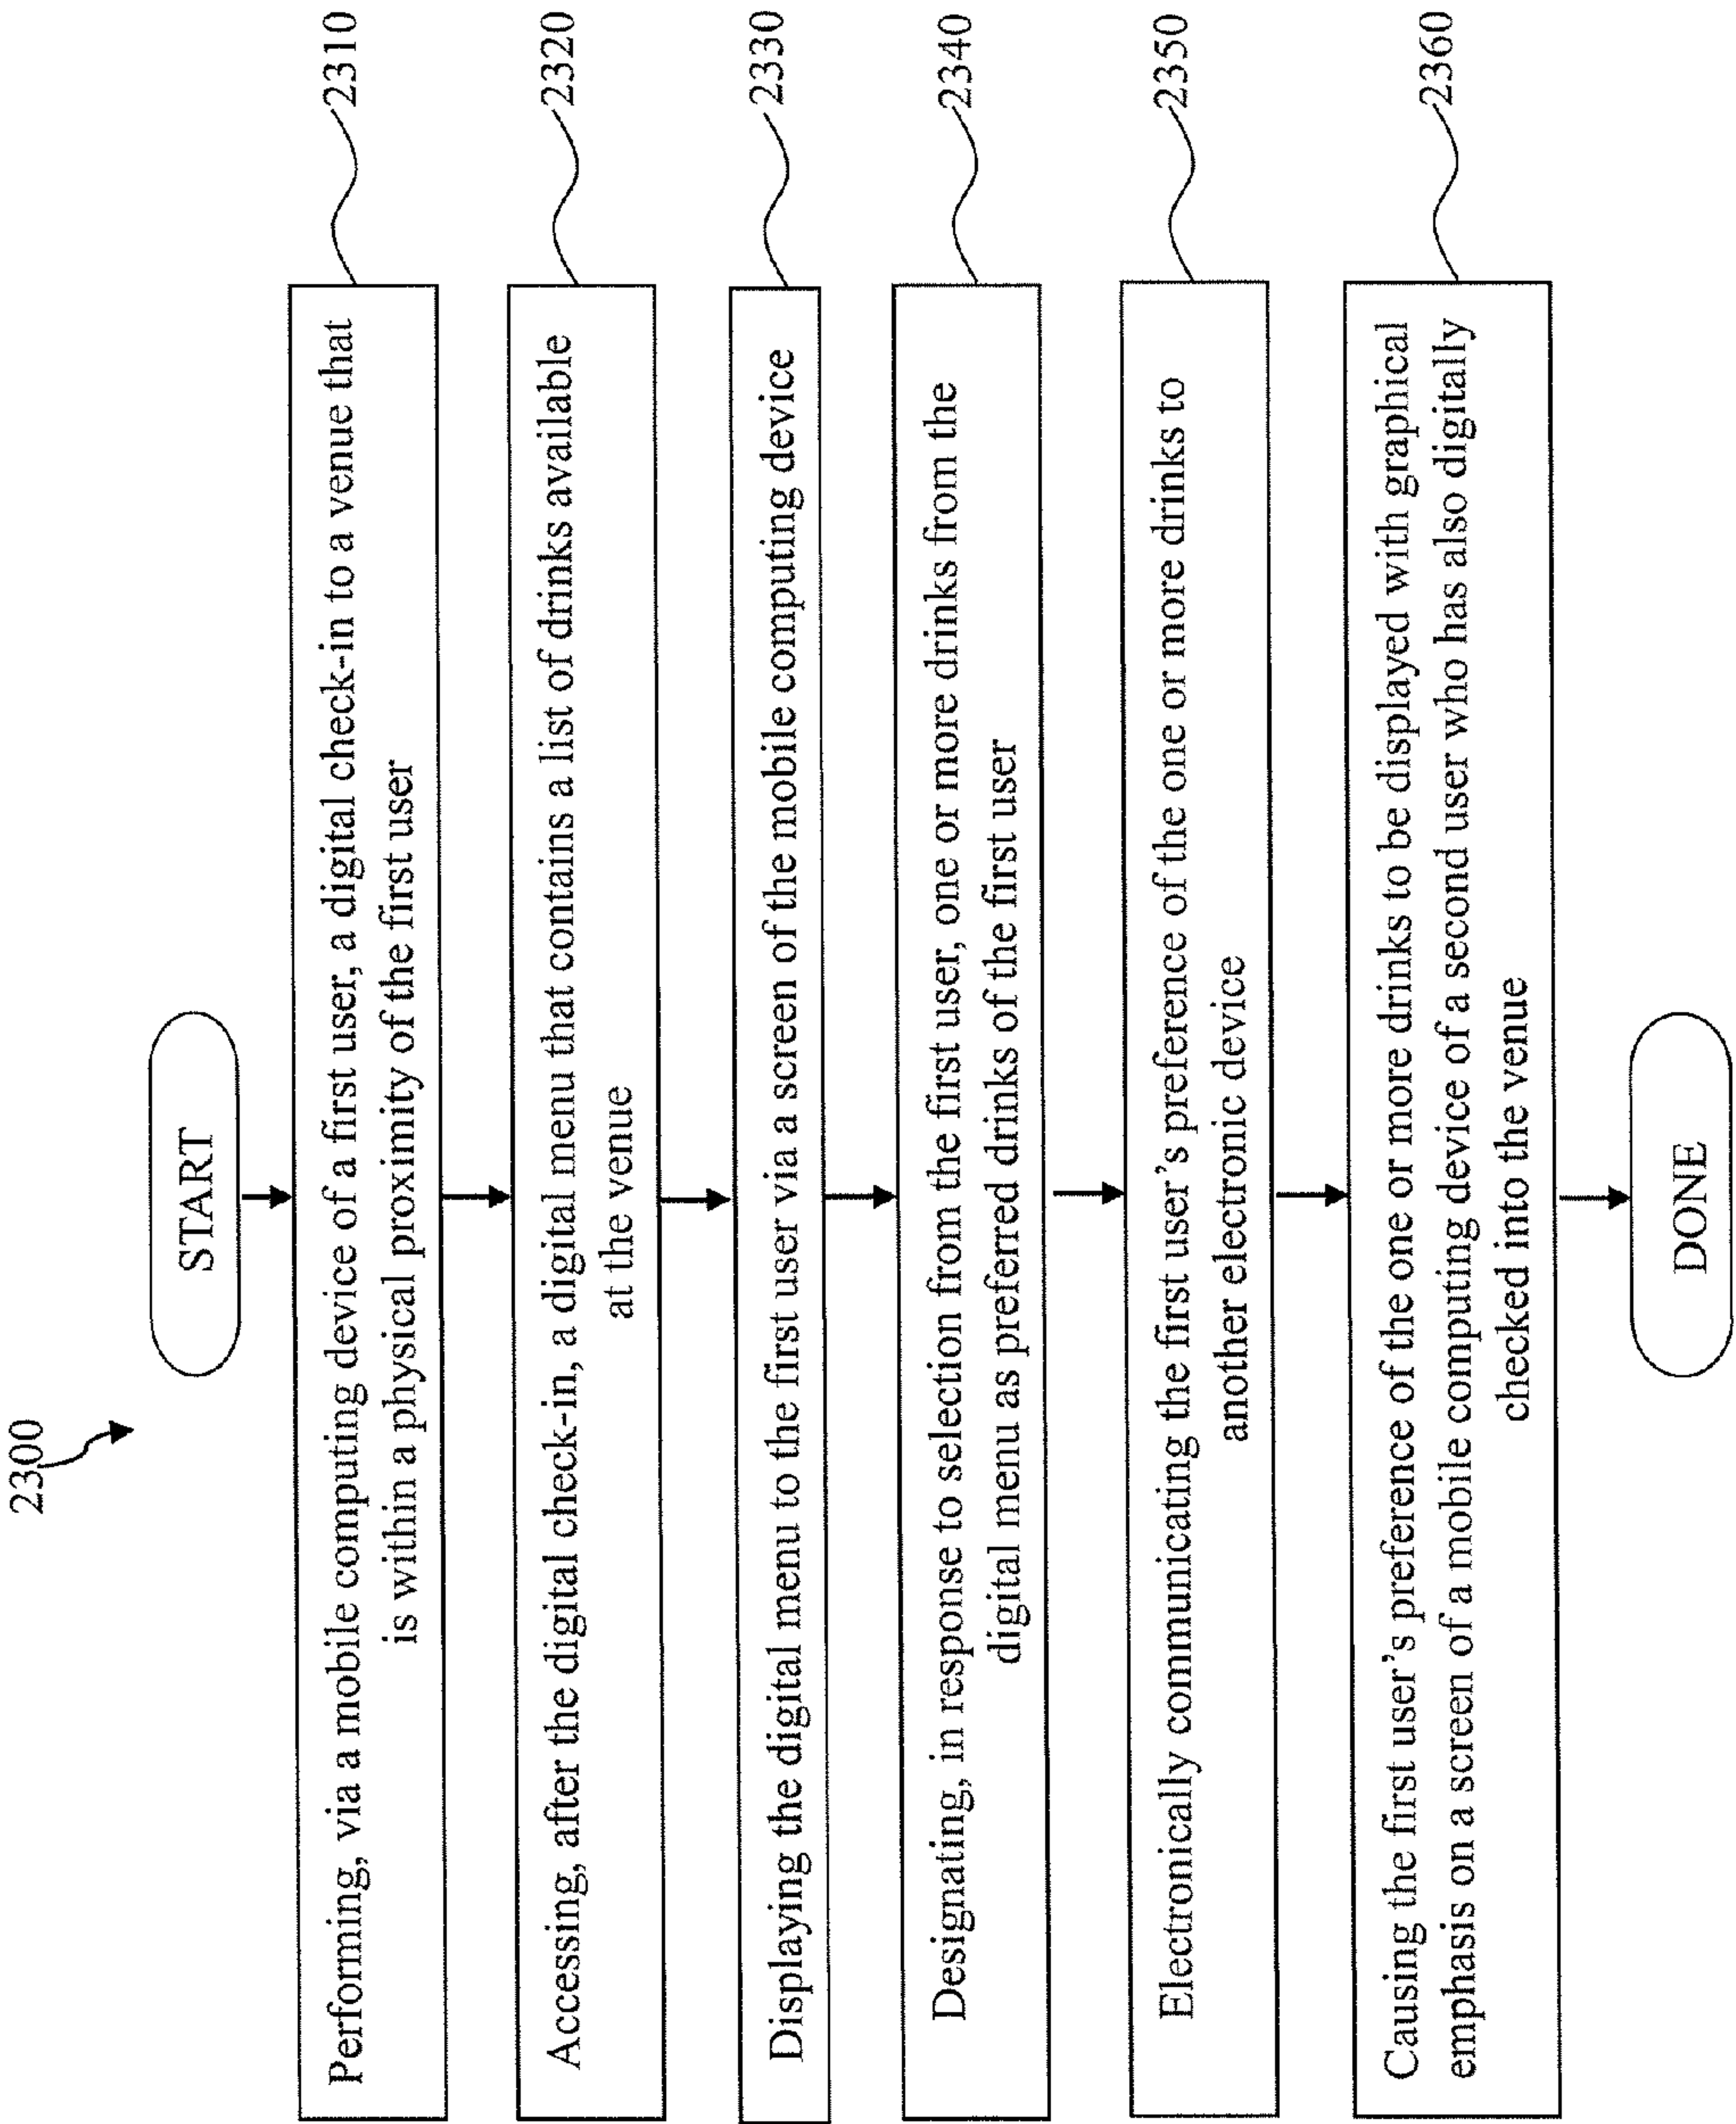 2300
START
Performing, via a mobile computing device of a first user, a digital check-in to a venue that
is within a physical proximity of the first user
2310
Accessing, after the digital check-in, a digital menu that contains a list of drinks available
at the venue
2320
Displaying the digital menu to the first user via a screen of the mobile computing device
2330
Designating, in response to selection from the first user, one or more drinks from the
digital menu as preferred drinks of the first user
2340
Electronically communicating the first user's preference of the one or more drinks to
another electronic device
2350
Causing the first user's preference of the one or more drinks to be displayed with graphical
emphasis on a screen of a mobile computing device of a second user who has also digitally
checked into the venue
2360
DONE